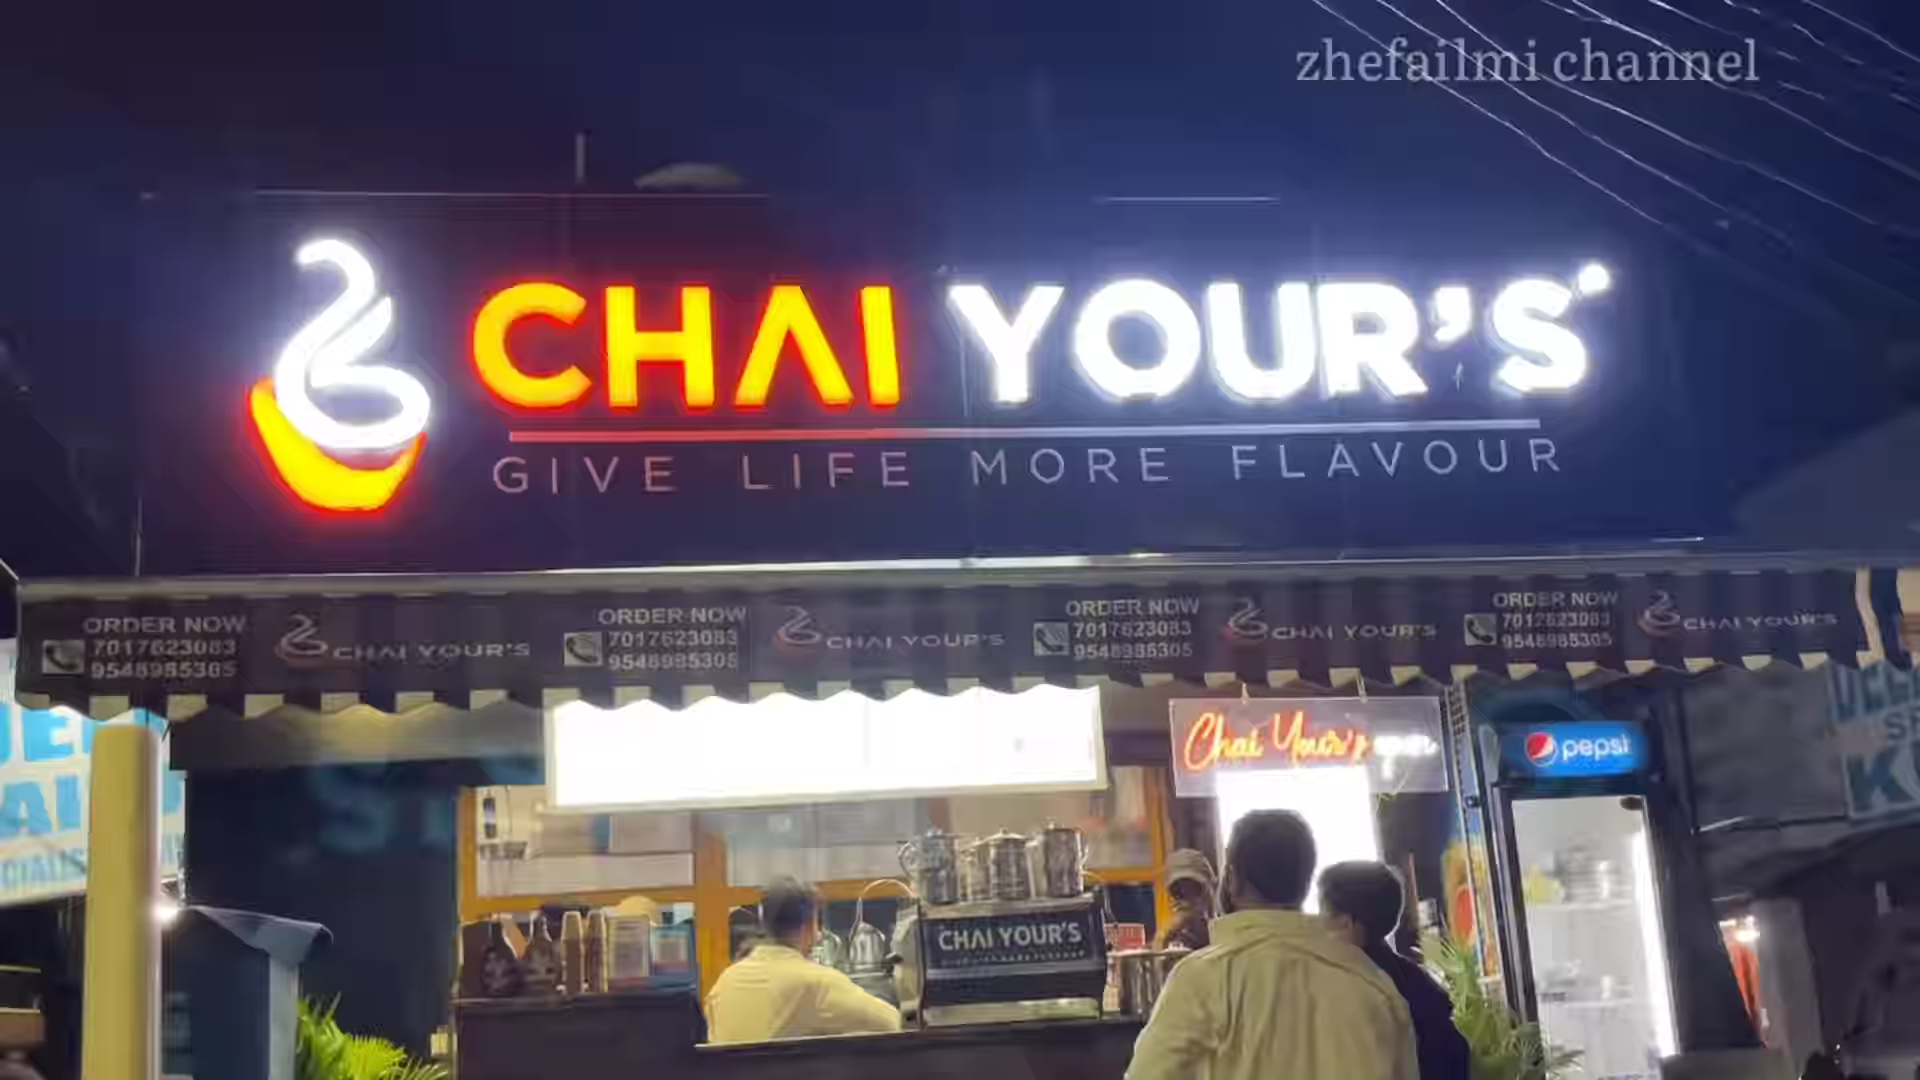 zhefailmi channel
CHAI YOUR'S
GIVE LIFE MORE FLAVOUR
ORDER NOW
7017623083
9548985305
CHAI YOUR'S
ORDER NOW
7017623083
9548985305
CHAI YOUR'S
ORDER NOW
7017623083
9548985305
CHAI YOUR'S
ORDER NOW
7017623083
9548985305
CHAI YOUR'S
Chai Your's open
pepsi
CHAI YOUR'S